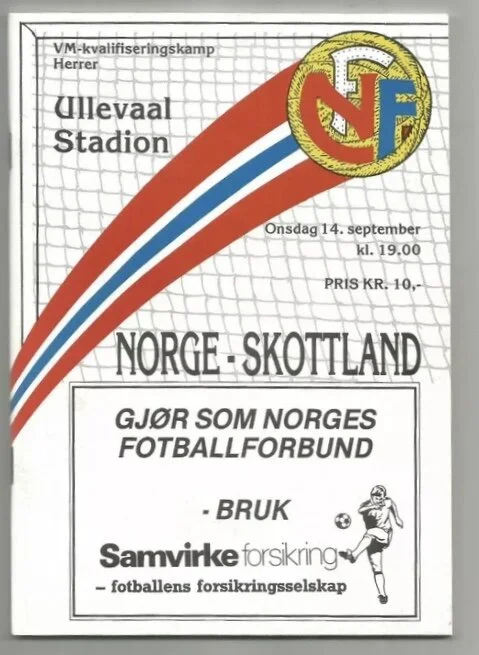 VM-kvalifiseringskamp
Herrer
Ullevaal
Stadion
NFF
Onsdag 14. september
kl. 19.00
PRIS KR. 10,-
NORGE - SKOTTLAND
GJØR SOM NORGES
FOTBALLFORBUND
- BRUK
Samvirke forsikring
– fotballens forsikringsselskap